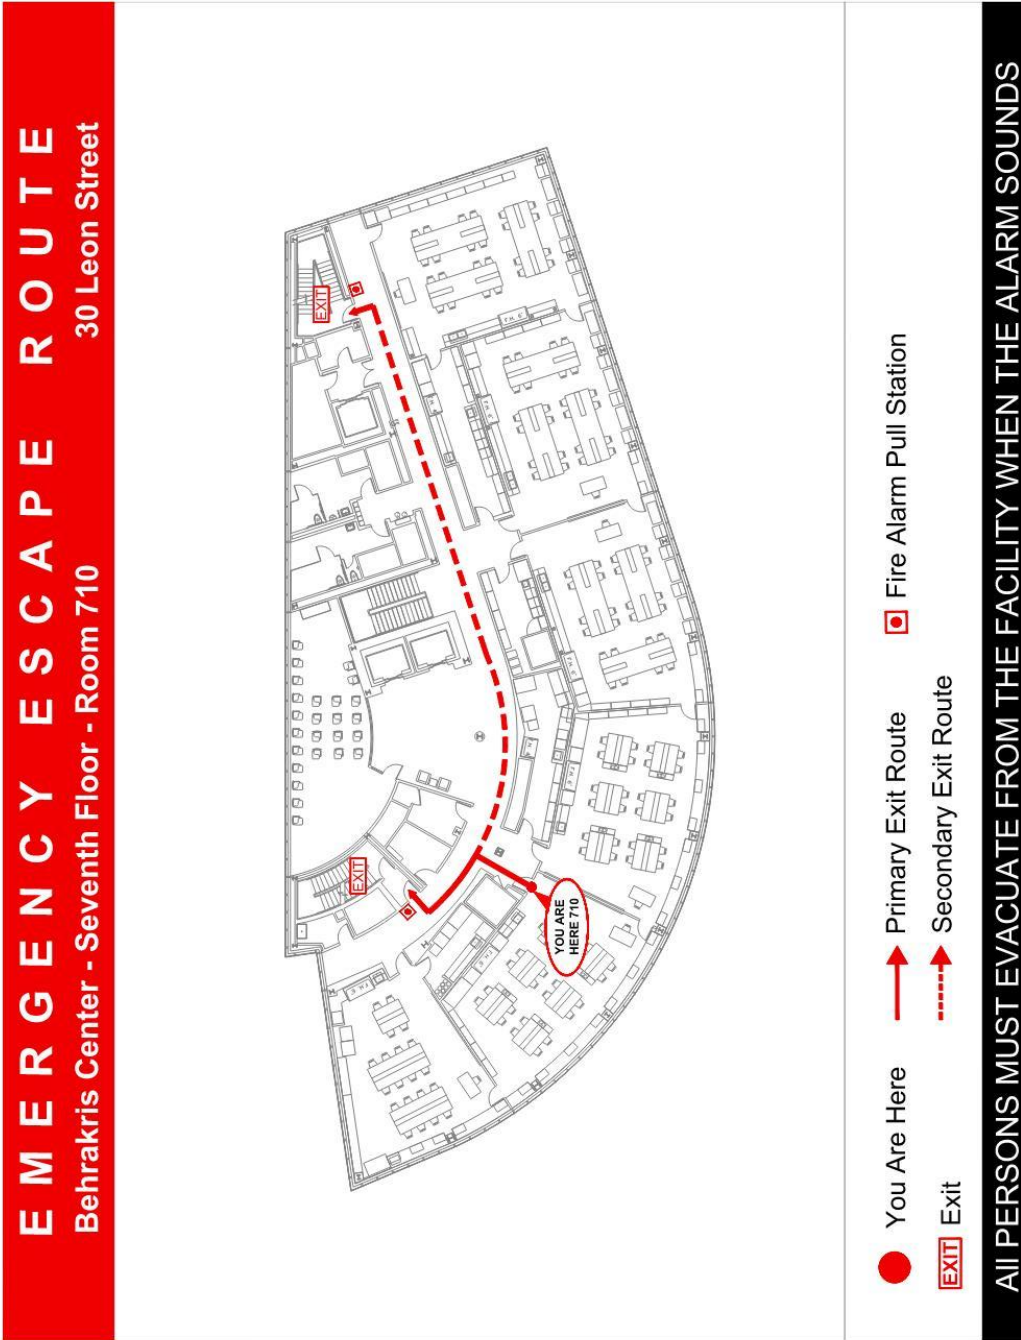 EMERGENCY ESCAPE ROUTE
Behrakris Center - Seventh Floor - Room 710 30 Leon Street
EXIT
EXIT
YOU ARE
HERE 710
You Are Here
Primary Exit Route
Fire Alarm Pull Station
EXIT Exit
Secondary Exit Route
All PERSONS MUST EVACUATE FROM THE FACILITY WHEN THE ALARM SOUNDS